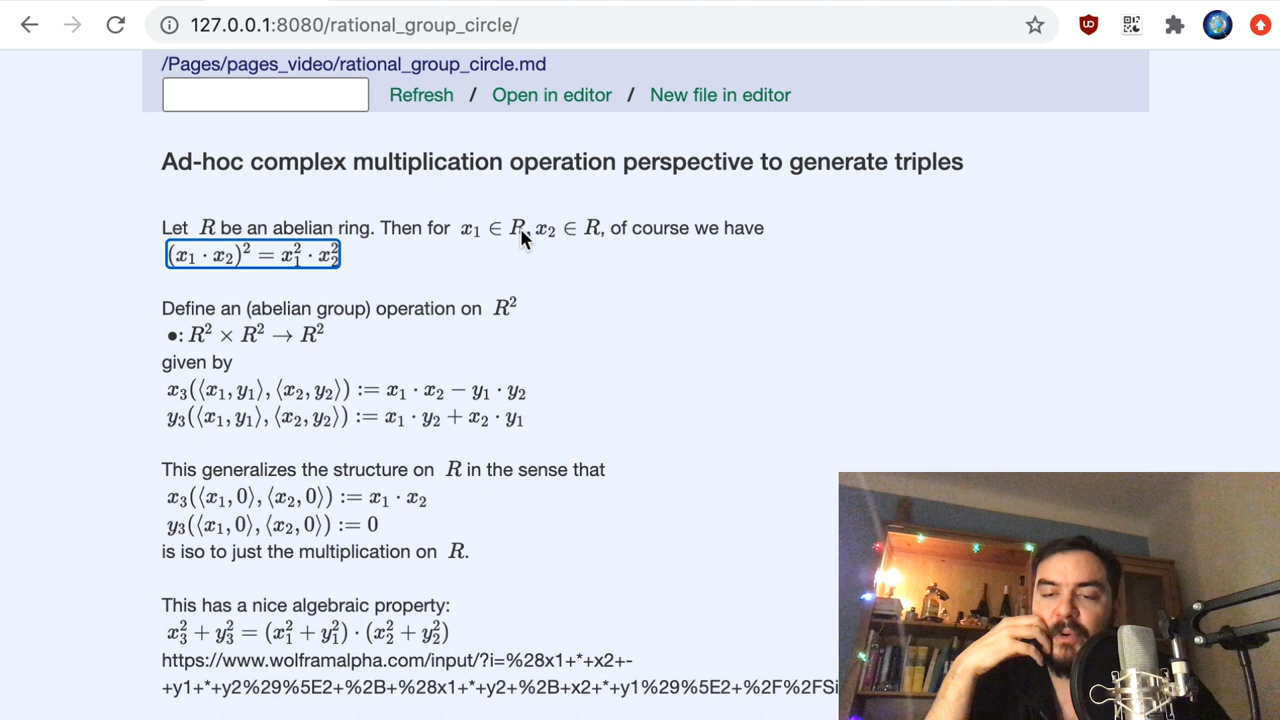 127.0.0.1:8080/rational_group_circle/
/Pages/pages_video/rational_group_circle.md
Refresh / Open in editor / New file in editor
Ad-hoc complex multiplication operation perspective to generate triples
Let R be an abelian ring. Then for x₁ ∈ R, x₂ ∈ R, of course we have
(x₁ · x₂)² = x₁² · x₂²
Define an (abelian group) operation on R²
•: R² × R² → R²
given by
x₃(⟨x₁, y₁⟩, ⟨x₂, y₂⟩) := x₁ · x₂ − y₁ · y₂
y₃(⟨x₁, y₁⟩, ⟨x₂, y₂⟩) := x₁ · y₂ + x₂ · y₁
This generalizes the structure on R in the sense that
x₃(⟨x₁, 0⟩, ⟨x₂, 0⟩) := x₁ · x₂
y₃(⟨x₁, 0⟩, ⟨x₂, 0⟩) := 0
is iso to just the multiplication on R.
This has a nice algebraic property:
x₃² + y₃² = (x₁² + y₁²) · (x₂² + y₂²)
https://www.wolframalpha.com/input/?i=%28x1+*+x2+-
+y1+*+y2%29%5E2+%2B+%28x1+*+y2+%2B+x2+*+y1%29%5E2+%2F%2FSi